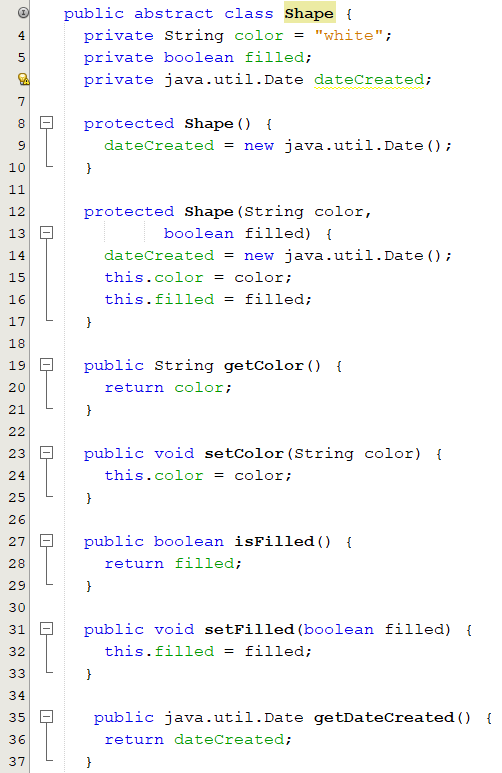 public abstract class Shape {
4 private String color = "white";
5 private boolean filled;
private java.util.Date dateCreated;
7
8 protected Shape() {
9 dateCreated = new java.util.Date();
10 }
11
12 protected Shape(String color,
13 boolean filled) {
14 dateCreated = new java.util.Date();
15 this.color = color;
16 this.filled = filled;
17 }
18
19 public String getColor() {
20 return color;
21 }
22
23 public void setColor(String color) {
24 this.color = color;
25 }
26
27 public boolean isFilled() {
28 return filled;
29 }
30
31 public void setFilled(boolean filled) {
32 this.filled = filled;
33 }
34
35 public java.util.Date getDateCreated() {
36 return dateCreated;
37 }